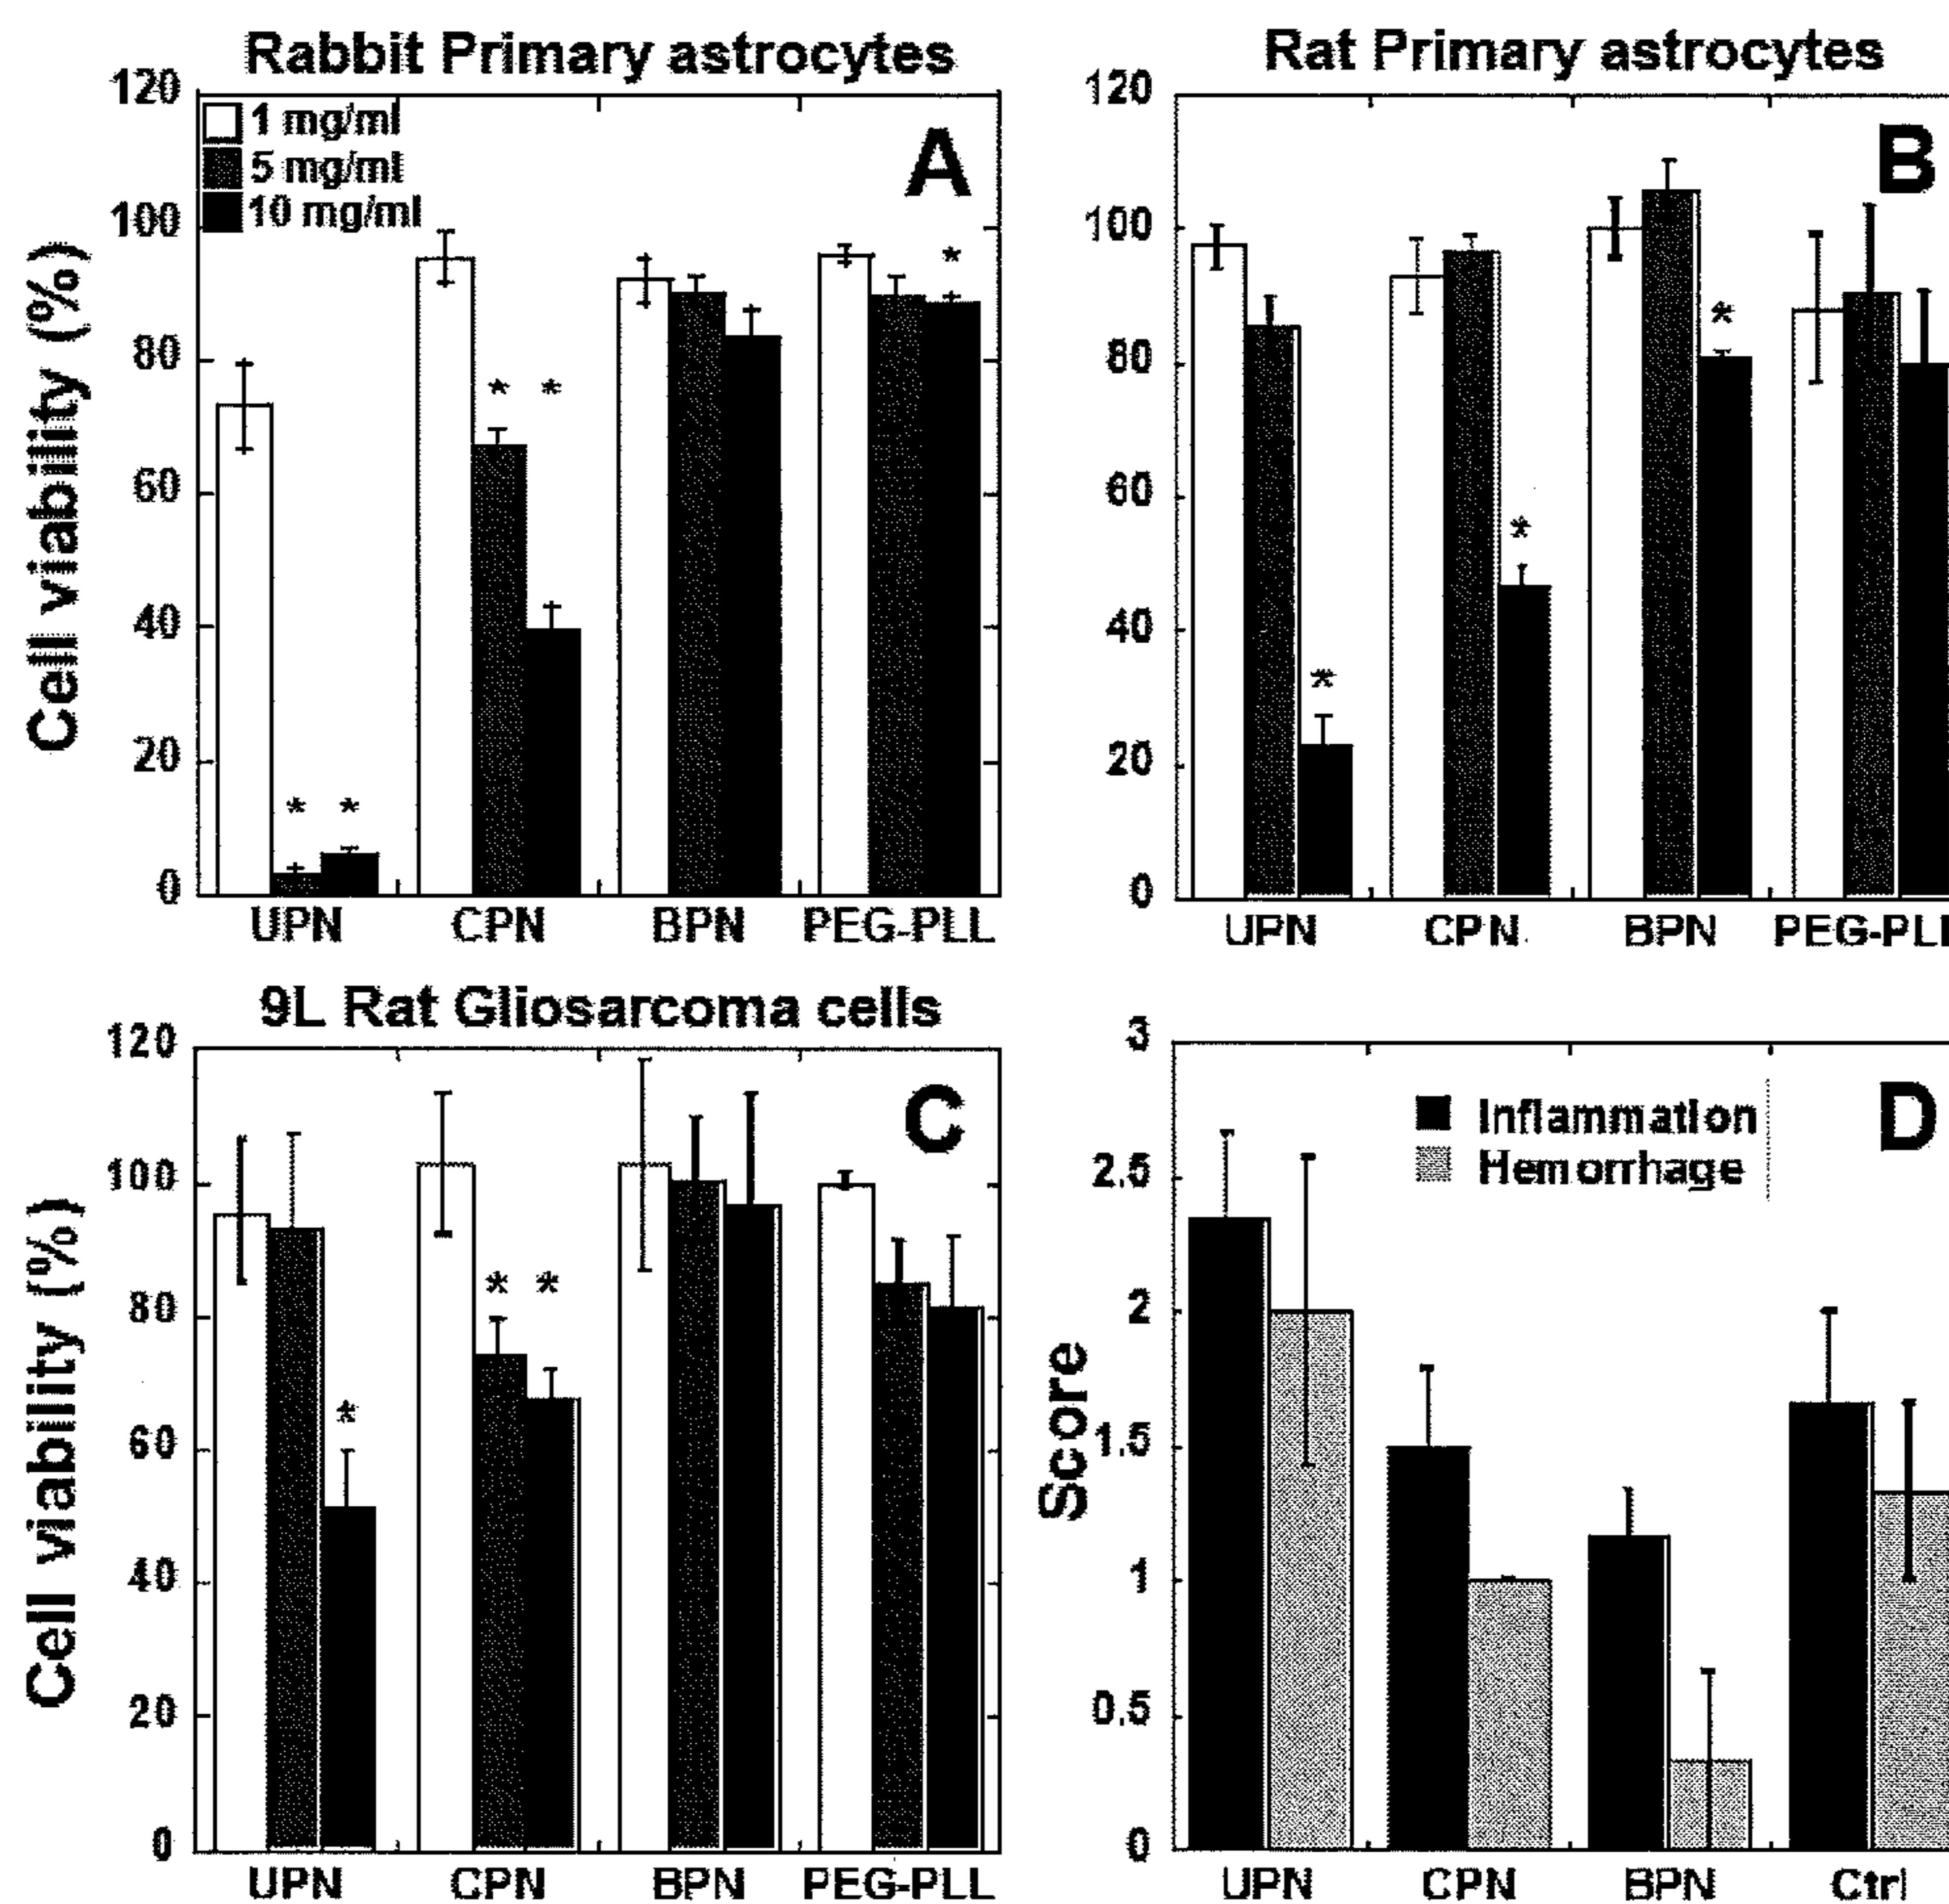 Rabbit Primary astrocytes
120
100
80
60
40
20
0
Cell viability (%)
1 mg/ml
5 mg/ml
10 mg/ml
A
*
*
*
*
*
UPN
CPN
BPN
PEG-PLL
Rat Primary astrocytes
120
100
80
60
40
20
0
B
*
*
*
UPN
CPN
BPN
PEG-PLL
9L Rat Gliosarcoma cells
120
100
80
60
40
20
0
Cell viability (%)
C
*
*
*
UPN
CPN
BPN
PEG-PLL
3
2.5
2
1.5
1
0.5
0
Score
Inflammation
Hemorrhage
D
UPN
CPN
BPN
Ctrl